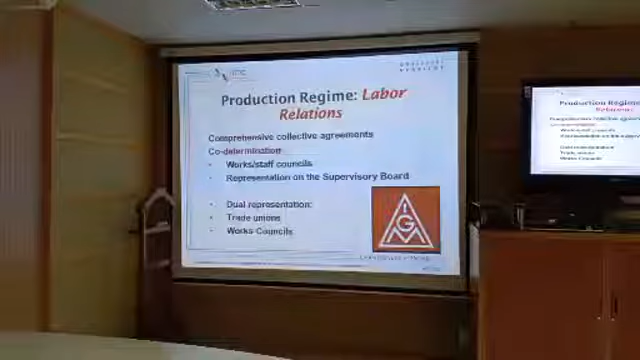 Production Regime: Labor
Relations
Comprehensive collective agreements
Co-determination
Works/staff councils
Representation on the Supervisory Board
Dual representation:
Trade unions
Works Councils
IGM
Production Regime
Relations